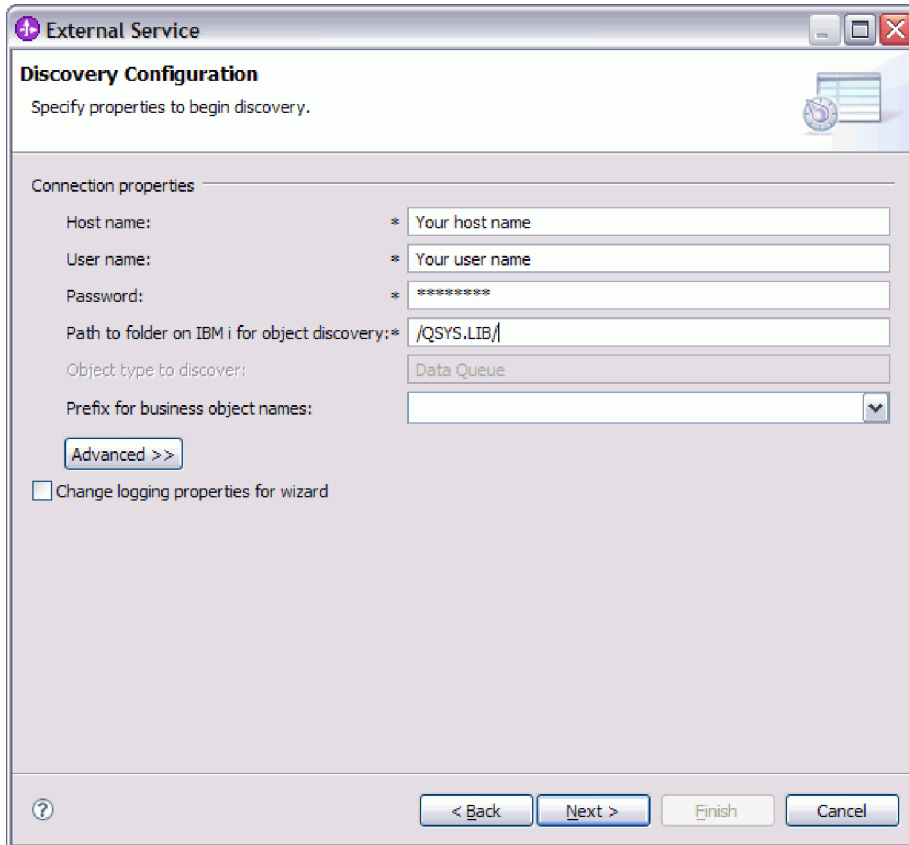 External Service
Discovery Configuration
Specify properties to begin discovery.
Connection properties
Host name: * Your host name
User name: * Your user name
Password: * ********
Path to folder on IBM i for object discovery:* /QSYS.LIB/
Object type to discover: Data Queue
Prefix for business object names:
Advanced >>
Change logging properties for wizard
? < Back Next > Finish Cancel